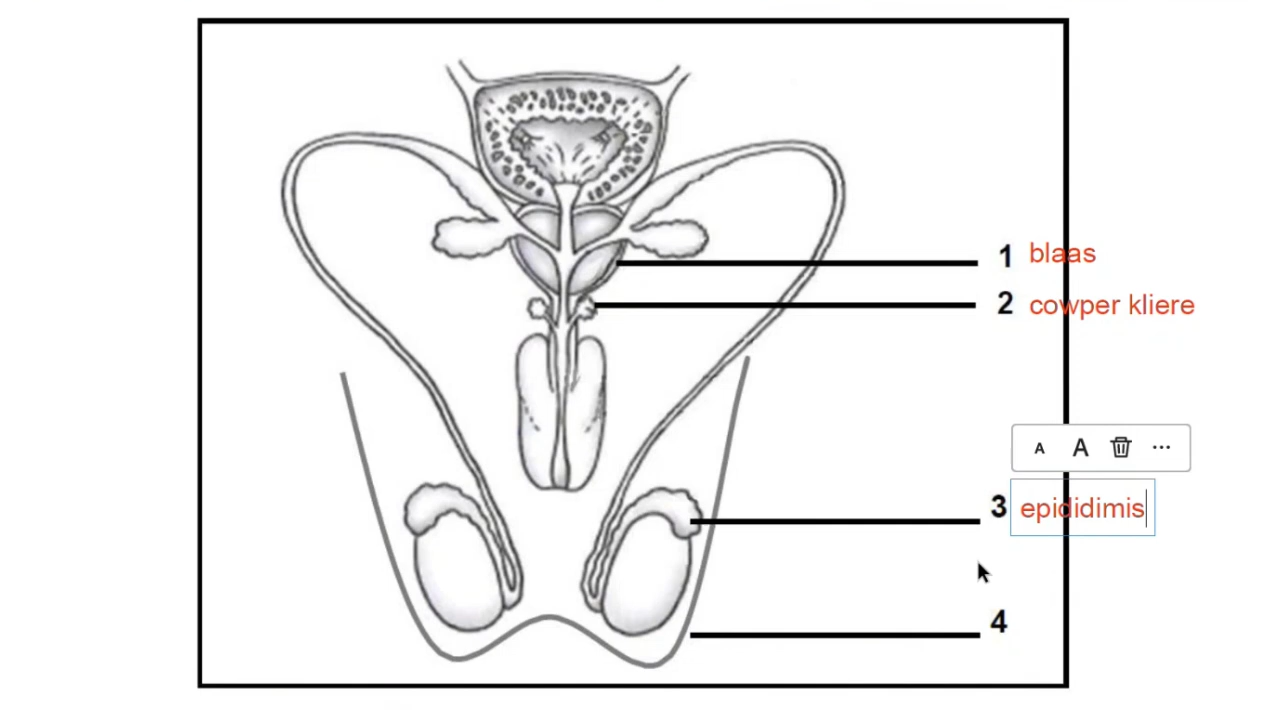 1 blaas
2 cowper kliere
A A ...
3 epididimis
4